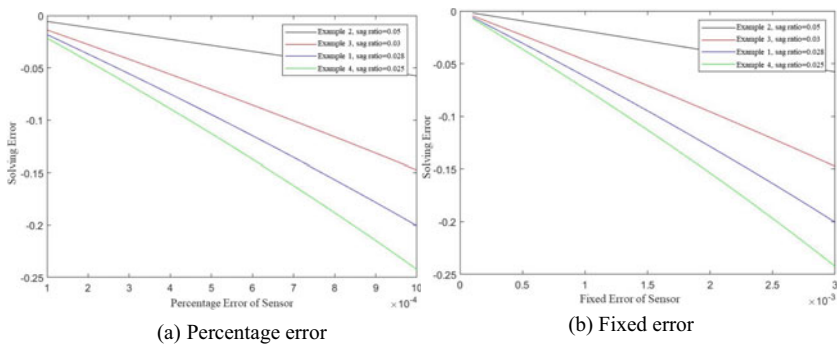 0
-0.05
-0.1
-0.15
-0.2
-0.25
Solving Error
Example 2, sag ratio=0.05
Example 3, sag ratio=0.03
Example 1, sag ratio=0.028
Example 4, sag ratio=0.025
1 2 3 4 5 6 7 8 9 10
×10⁻⁴
Percentage Error of Sensor
(a) Percentage error
0
-0.05
-0.1
-0.15
-0.2
-0.25
Solving Error
Example 2, sag ratio=0.05
Example 3, sag ratio=0.03
Example 1, sag ratio=0.028
Example 4, sag ratio=0.025
0 0.5 1 1.5 2 2.5 3
×10⁻³
Fixed Error of Sensor
(b) Fixed error